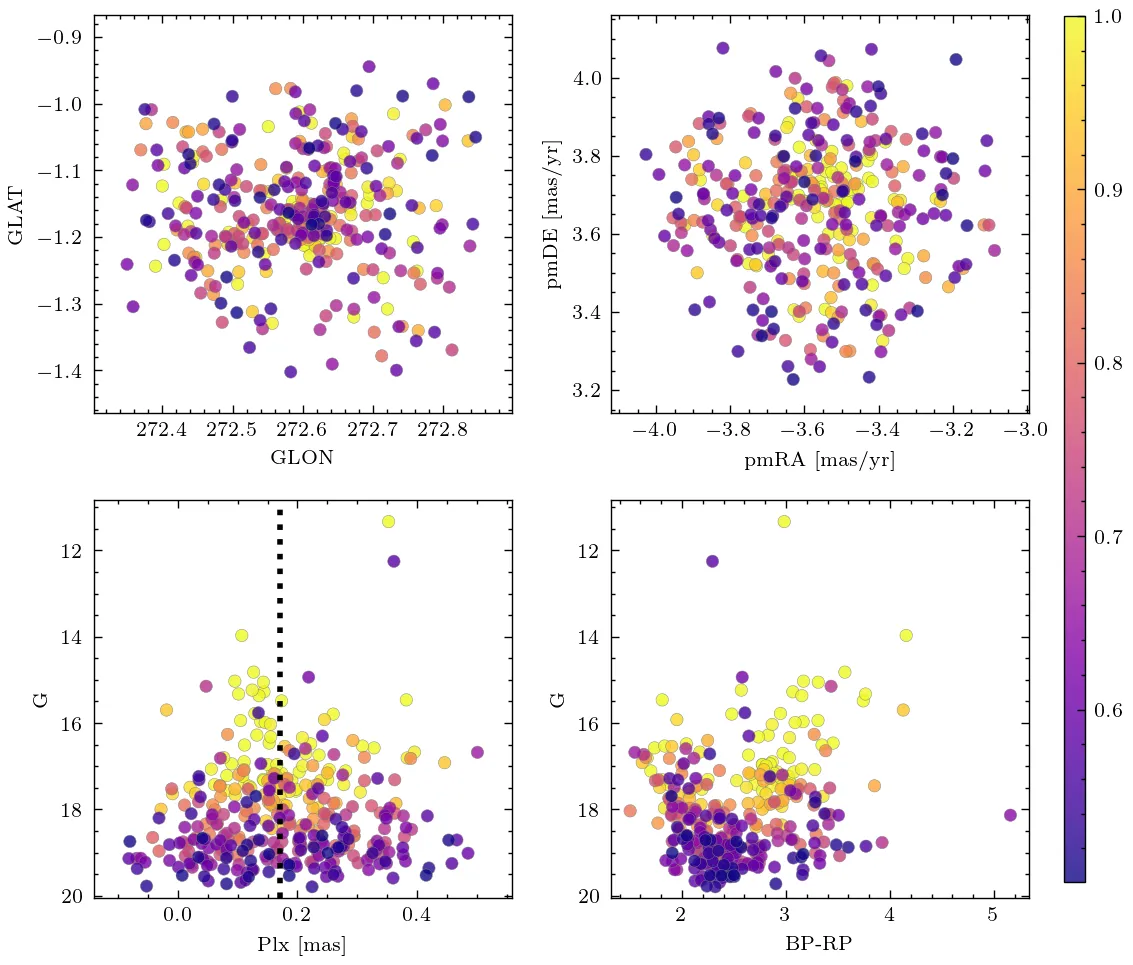 −0.9
−1.0
−1.1
−1.2
−1.3
−1.4
GLAT
272.4 272.5 272.6 272.7 272.8
GLON
4.0
3.8
3.6
3.4
3.2
pmDE [mas/yr]
−4.0 −3.8 −3.6 −3.4 −3.2 −3.0
pmRA [mas/yr]
1.0
0.9
0.8
0.7
0.6
12
14
16
18
20
G
0.0 0.2 0.4
Plx [mas]
12
14
16
18
20
G
2 3 4 5
BP-RP